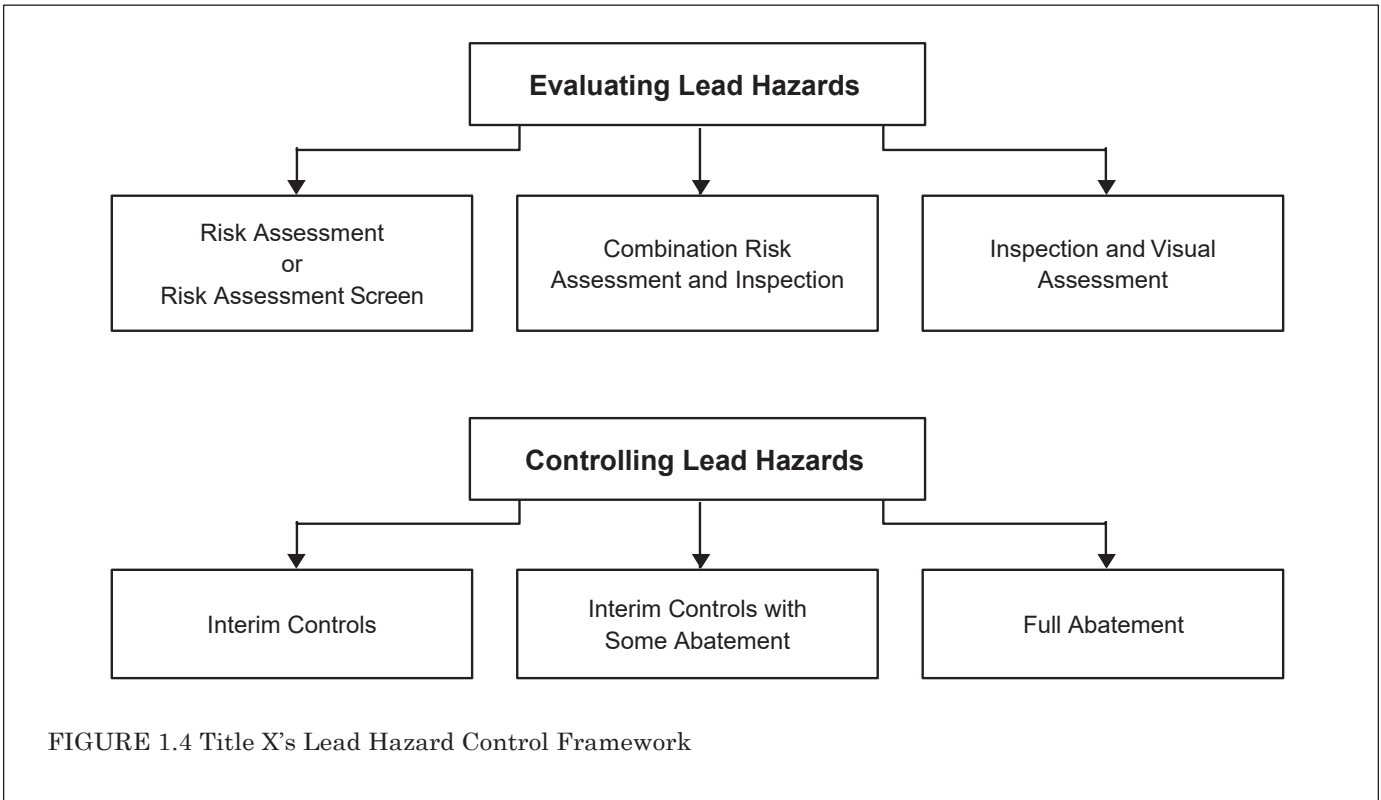 Evaluating Lead Hazards
Risk Assessment
or
Risk Assessment Screen
Combination Risk
Assessment and Inspection
Inspection and Visual
Assessment
Controlling Lead Hazards
Interim Controls
Interim Controls with
Some Abatement
Full Abatement
FIGURE 1.4 Title X’s Lead Hazard Control Framework